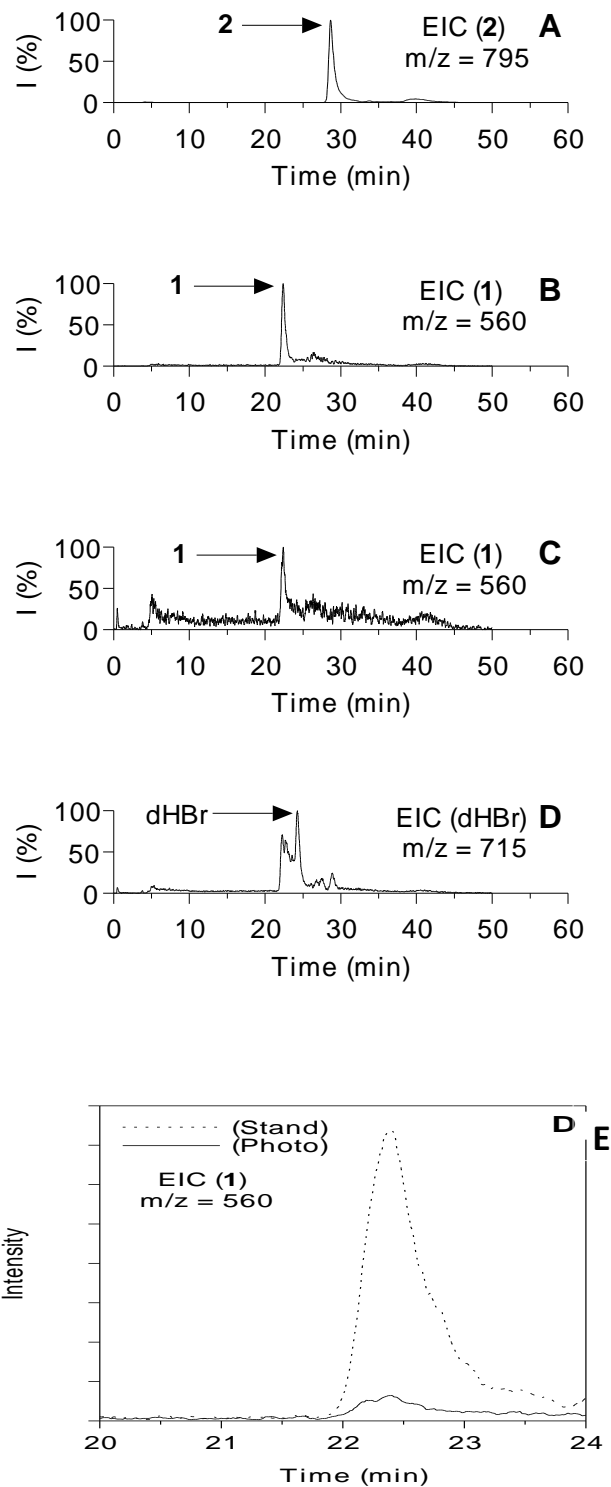 2 EIC (2) A
m/z = 795
I (%)
100
50
0
0 10 20 30 40 50 60
Time (min)
1 EIC (1) B
m/z = 560
I (%)
100
50
0
0 10 20 30 40 50 60
Time (min)
1 EIC (1) C
m/z = 560
I (%)
100
50
0
0 10 20 30 40 50 60
Time (min)
dHBr EIC (dHBr) D
m/z = 715
I (%)
100
50
0
0 10 20 30 40 50 60
Time (min)
(Stand) D E
(Photo)
EIC (1)
m/z = 560
Intensity
20 21 22 23 24
Time (min)